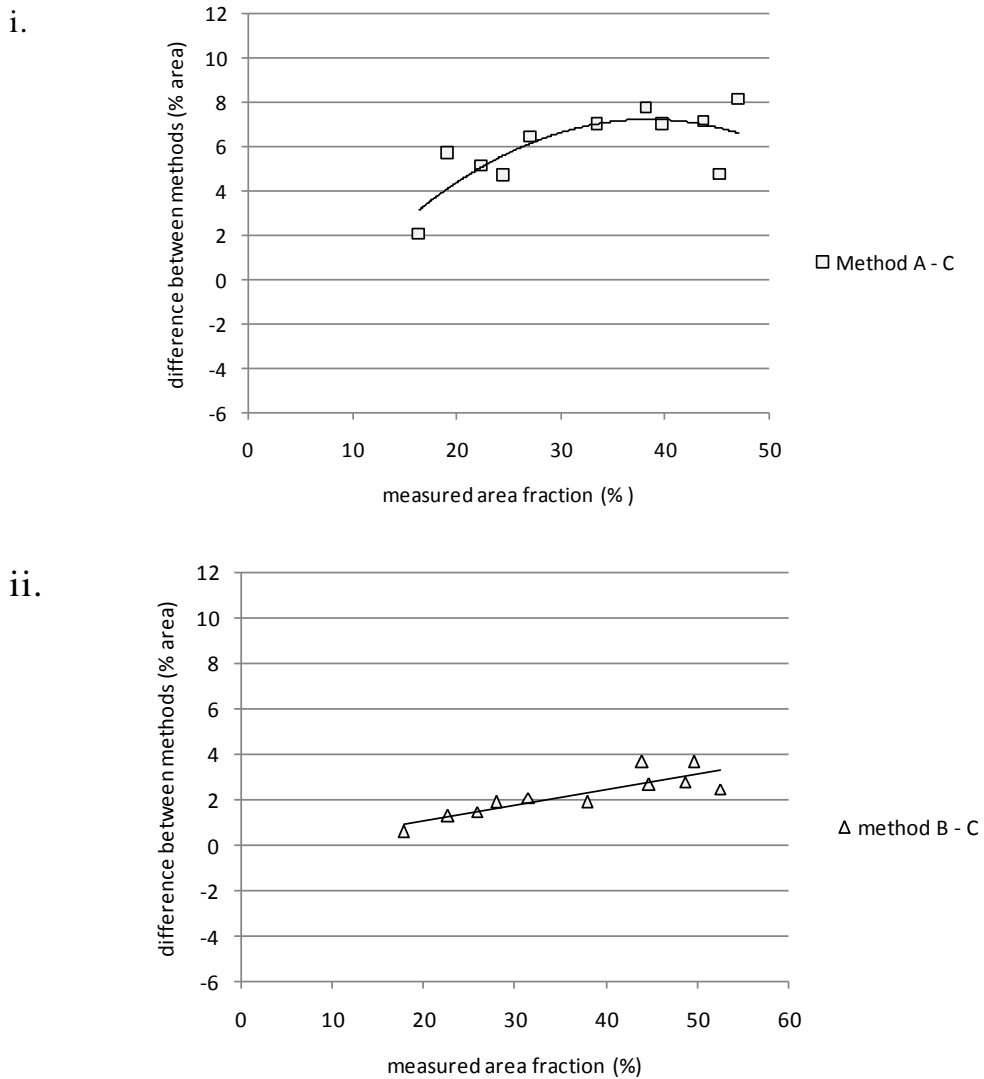 i.
12
10
8
6
4
2
0
-2
-4
-6
difference between methods (% area)
0 10 20 30 40 50
measured area fraction (% )
Method A - C
ii.
12
10
8
6
4
2
0
-2
-4
-6
difference between methods (% area)
0 10 20 30 40 50 60
measured area fraction (%)
method B - C